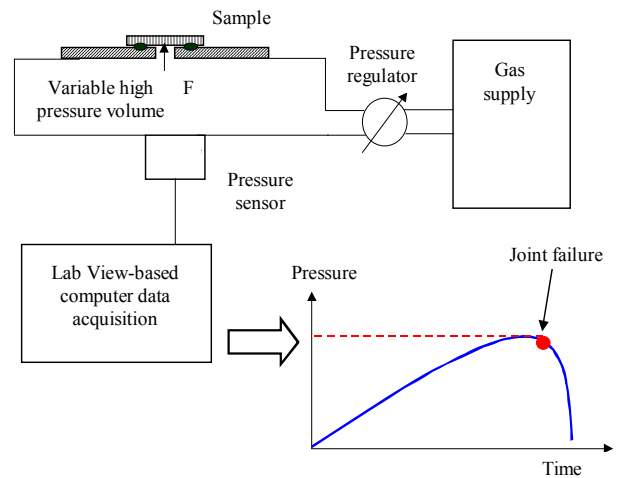 Sample
Pressure
regulator
Gas
supply
Variable high
pressure volume
F
Pressure
sensor
Lab View-based
computer data
acquisition
Joint failure
Pressure
Time